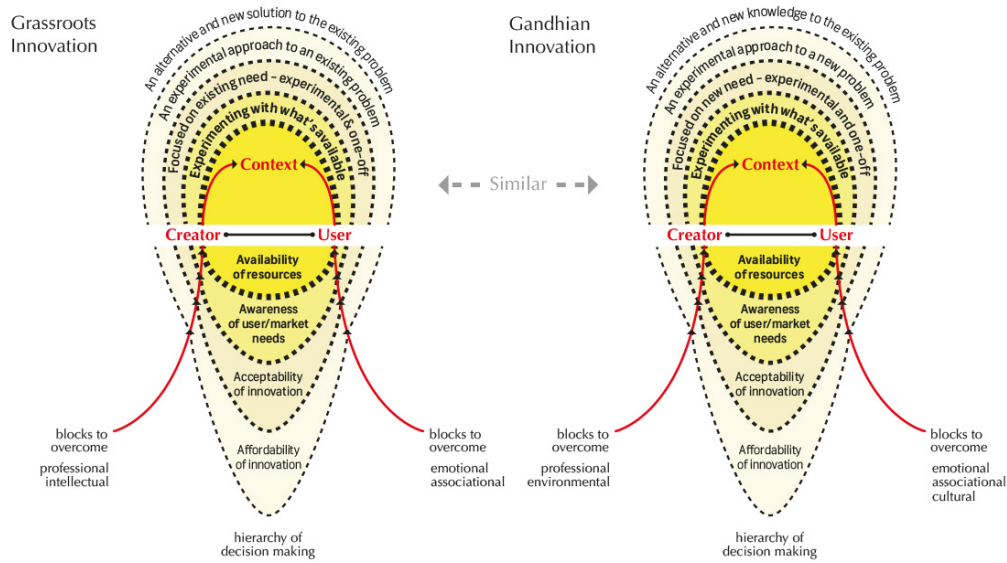 Grassroots
Innovation
An alternative and new solution to the existing problem
An experimental approach to an existing problem
Focused on existing need – experimental & one-off
Experimenting with what's available
Context
Creator
User
Availability
of resources
Awareness
of user/market
needs
Acceptability
of innovation
Affordability
of innovation
blocks to
overcome
professional
intellectual
blocks to
overcome
emotional
associational
hierarchy of
decision making
Similar
Gandhian
Innovation
An alternative and new knowledge to the existing problem
An experimental approach to a new problem
Focused on new need – experimental and one-off
Experimenting with what's available
Context
Creator
User
Availability
of resources
Awareness
of user/market
needs
Acceptability
of innovation
Affordability
of innovation
blocks to
overcome
professional
environmental
blocks to
overcome
emotional
associational
cultural
hierarchy of
decision making